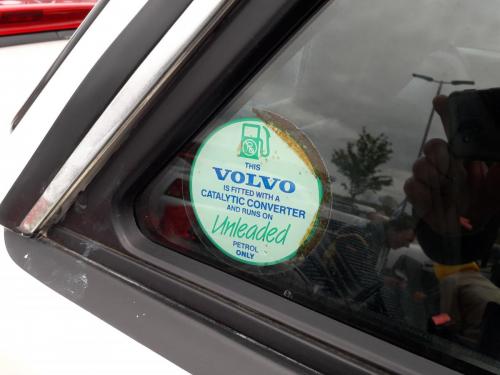 THIS
VOLVO
IS FITTED WITH A
CATALYTIC CONVERTER
AND RUNS ON
Unleaded
PETROL
ONLY